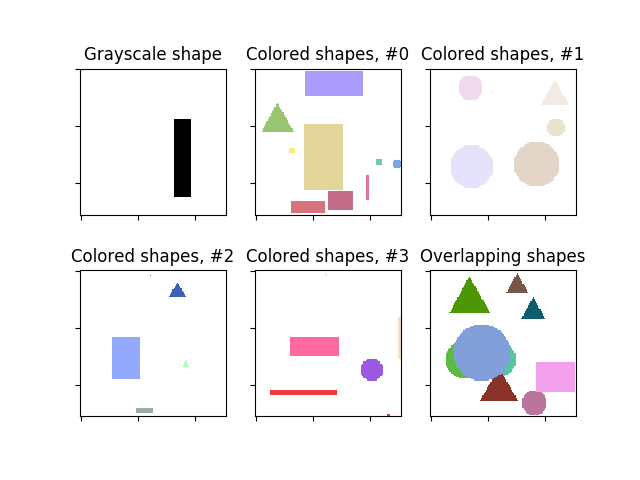 Grayscale shape
Colored shapes, #0
Colored shapes, #1
Colored shapes, #2
Colored shapes, #3
Overlapping shapes